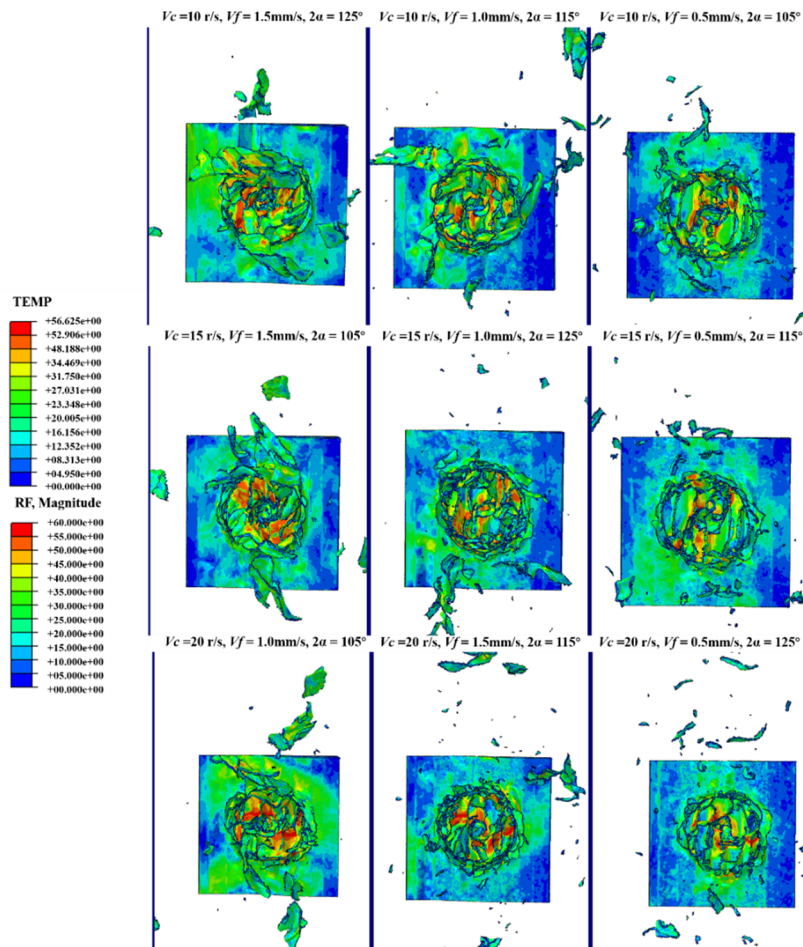 Vc =10 r/s, Vf = 1.5mm/s, 2α = 125°
Vc =10 r/s, Vf = 1.0mm/s, 2α = 115°
Vc =10 r/s, Vf = 0.5mm/s, 2α = 105°
TEMP
+56.625e+00
+52.906e+00
+48.188e+00
+34.469e+00
+31.750e+00
+27.031e+00
+23.348e+00
+20.005e+00
+16.156e+00
+12.352e+00
+08.313e+00
+04.950e+00
+00.000e+00
RF, Magnitude
+60.000e+00
+55.000e+00
+50.000e+00
+45.000e+00
+40.000e+00
+35.000e+00
+30.000e+00
+25.000e+00
+20.000e+00
+15.000e+00
+10.000e+00
+05.000e+00
+00.000e+00
Vc =15 r/s, Vf = 1.5mm/s, 2α = 105°
Vc =15 r/s, Vf = 1.0mm/s, 2α = 125°
Vc =15 r/s, Vf = 0.5mm/s, 2α = 115°
Vc =20 r/s, Vf = 1.0mm/s, 2α = 105°
Vc =20 r/s, Vf = 1.5mm/s, 2α = 115°
Vc =20 r/s, Vf = 0.5mm/s, 2α = 125°